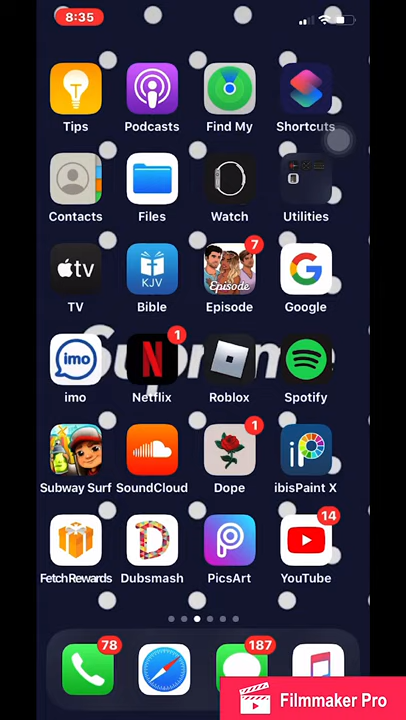 8:35
Tips Podcasts Find My Shortcuts
Contacts Files Watch Utilities
7
tv KJV Episode G
TV Bible Episode Google
Supreme
1
imo N
imo Netflix Roblox Spotify
1
iP
Subway Surf SoundCloud Dope ibisPaint X
14
D P
FetchRewards Dubsmash PicsArt YouTube
78 187
Filmmaker Pro